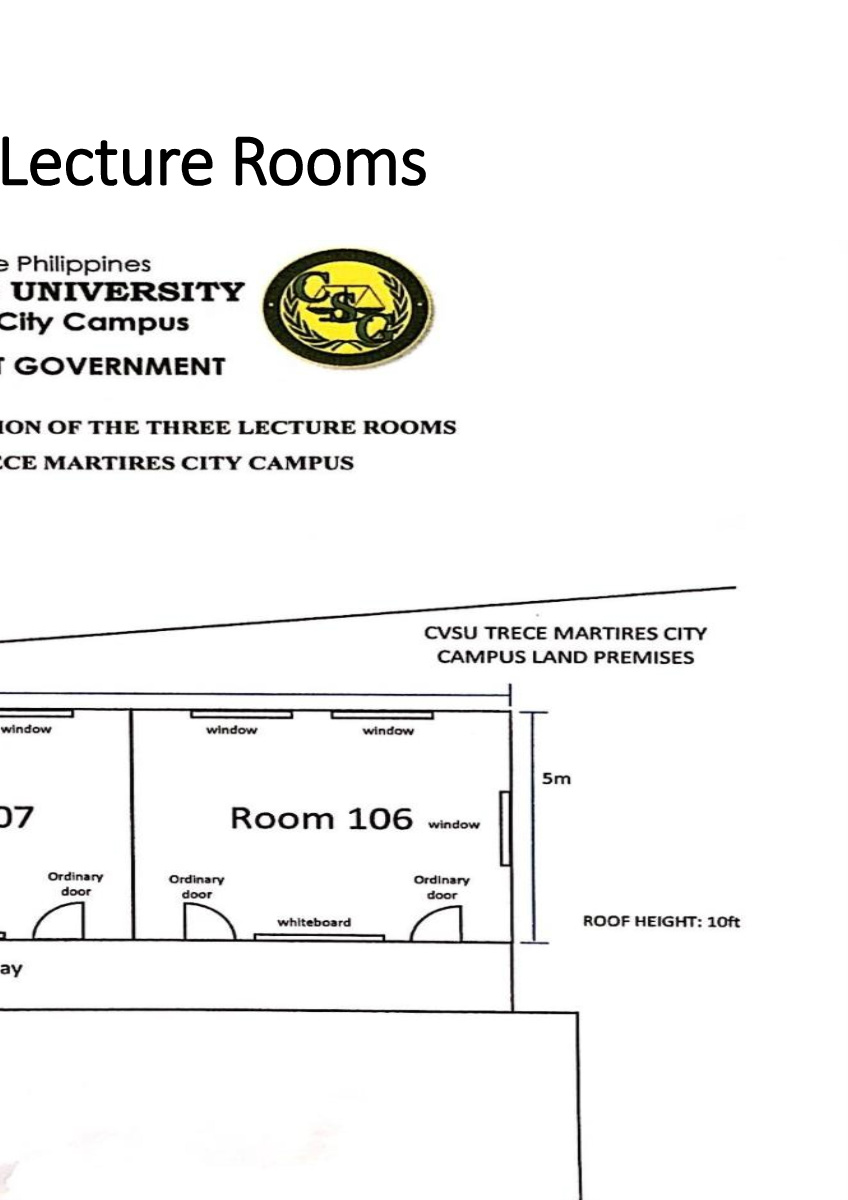 Lecture Rooms
e Philippines
UNIVERSITY
City Campus
T GOVERNMENT
CSG
ION OF THE THREE LECTURE ROOMS
ECE MARTIRES CITY CAMPUS
CVSU TRECE MARTIRES CITY
CAMPUS LAND PREMISES
window
window
window
5m
07
Room 106
window
Ordinary
door
Ordinary
door
Ordinary
door
whiteboard
ROOF HEIGHT: 10ft
ay